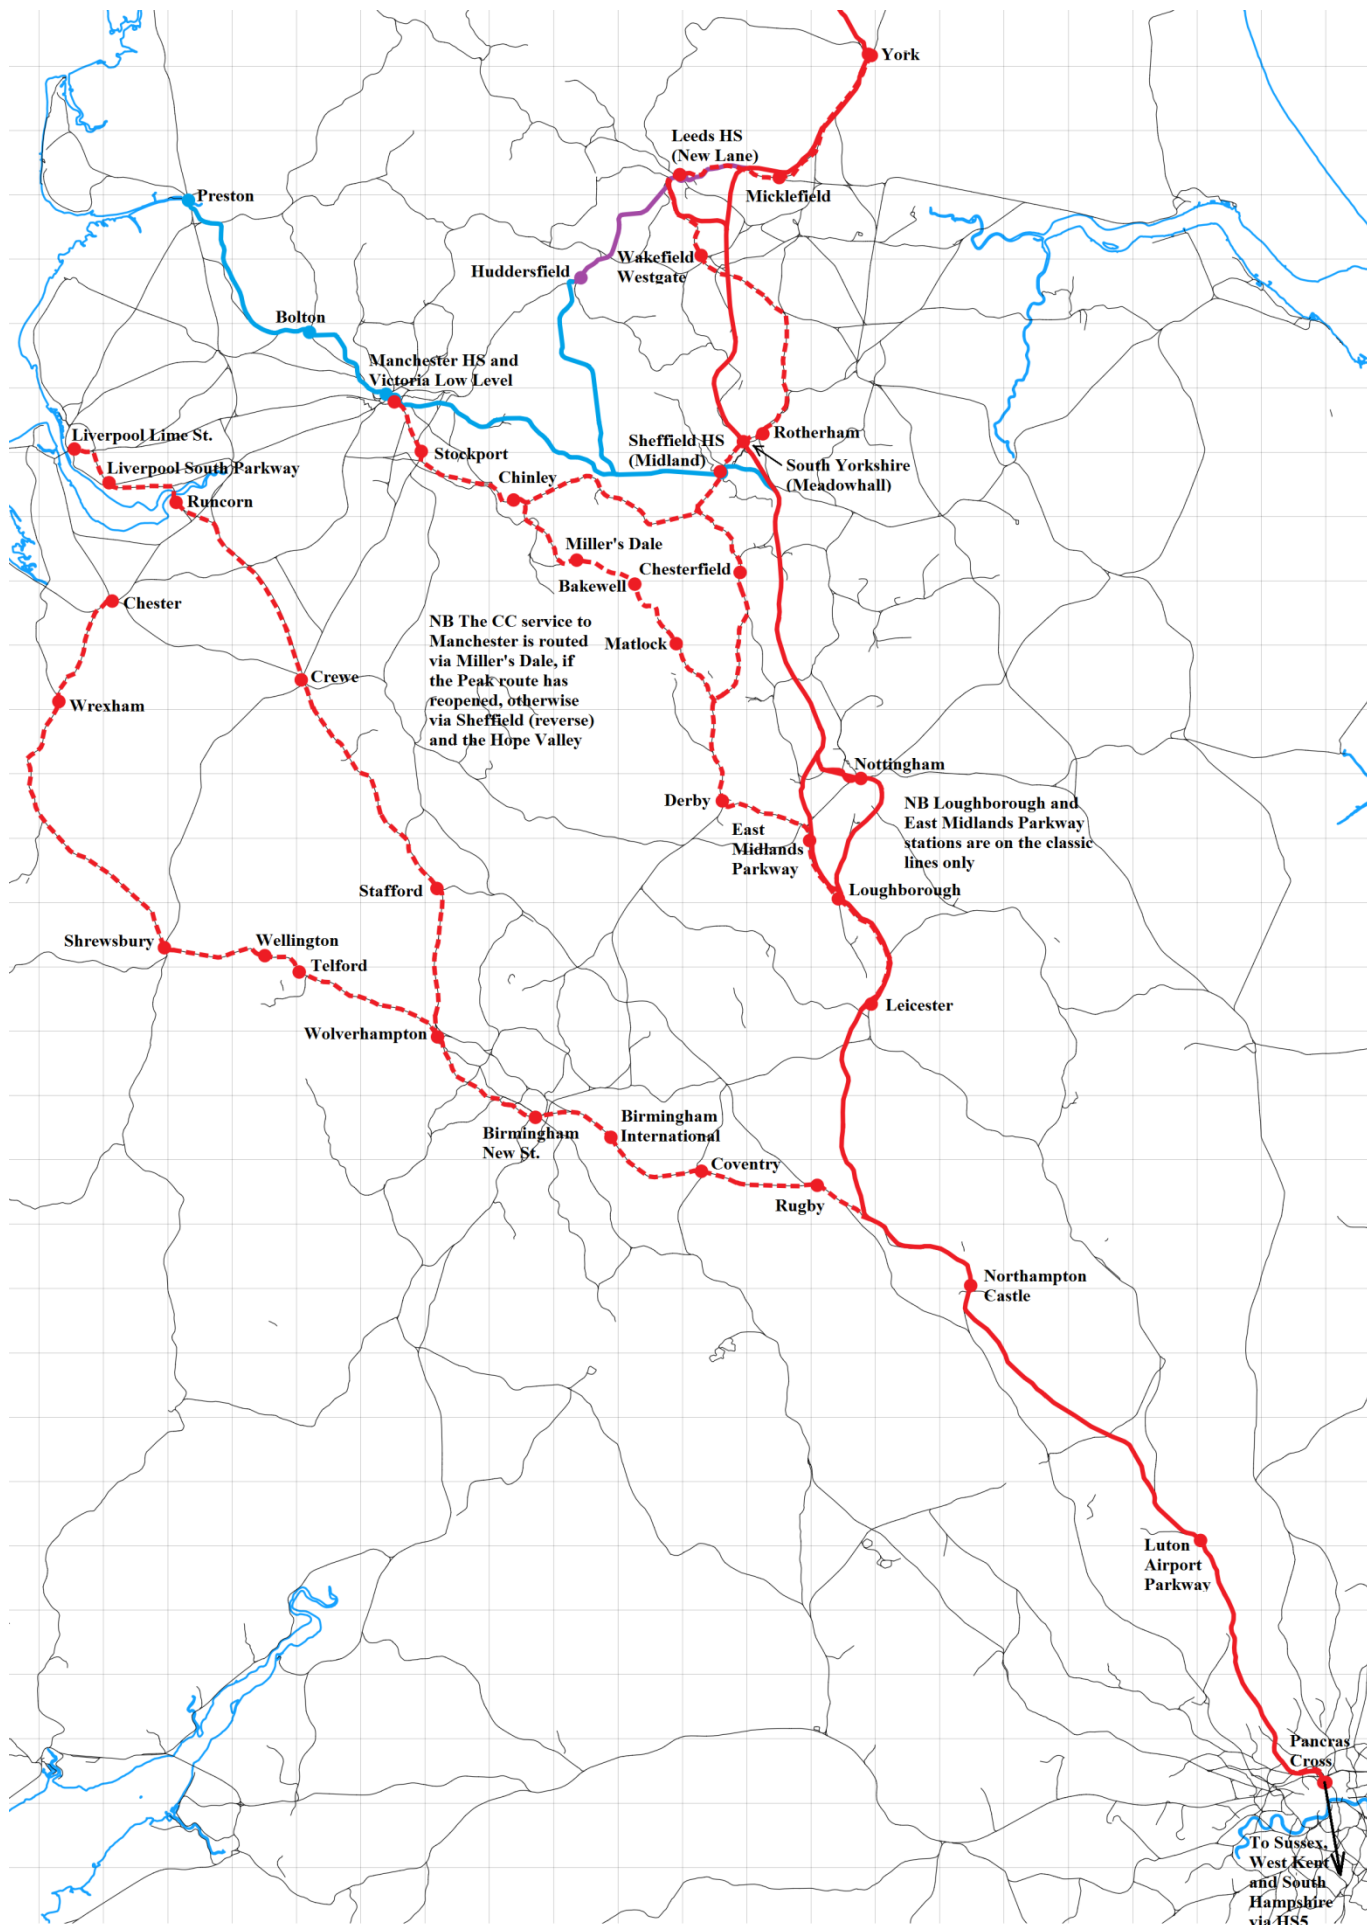 York
Leeds HS
(New Lane)
Micklefield
Preston
Wakefield
Westgate
Huddersfield
Bolton
Manchester HS and
Victoria Low Level
Liverpool Lime St.
Liverpool South Parkway
Runcorn
Stockport
Chinley
Sheffield HS
(Midland)
Rotherham
South Yorkshire
(Meadowhall)
Miller's Dale
Bakewell
Chesterfield
Matlock
Chester
NB The CC service to
Manchester is routed
via Miller's Dale, if
the Peak route has
reopened, otherwise
via Sheffield (reverse)
and the Hope Valley
Crewe
Wrexham
Nottingham
Derby
East
Midlands
Parkway
NB Loughborough and
East Midlands Parkway
stations are on the classic
lines only
Loughborough
Stafford
Shrewsbury
Wellington
Telford
Leicester
Wolverhampton
Birmingham
New St.
Birmingham
International
Coventry
Rugby
Northampton
Castle
Luton
Airport
Parkway
Pancras
Cross
To Sussex,
West Kent
and South
Hampshire
via HS5